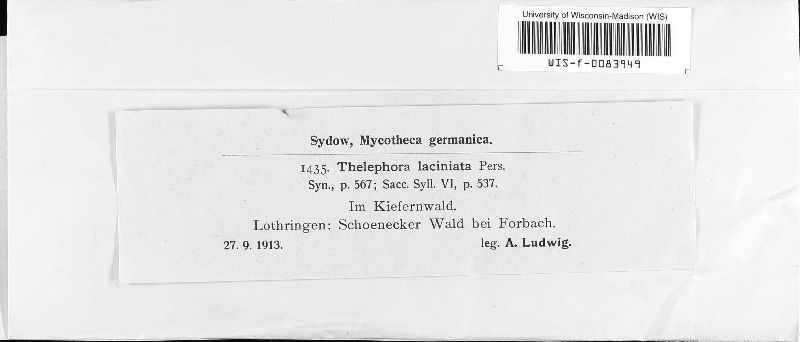 University of Wisconsin-Madison (WIS)
WIS-f-0083949
Sydow, Mycotheca germanica.
1435. Thelephora laciniata Pers.
Syn., p. 567; Sacc. Syll. VI, p. 537.
Im Kiefernwald.
Lothringen: Schoenecker Wald bei Forbach.
27. 9. 1913. leg. A. Ludwig.